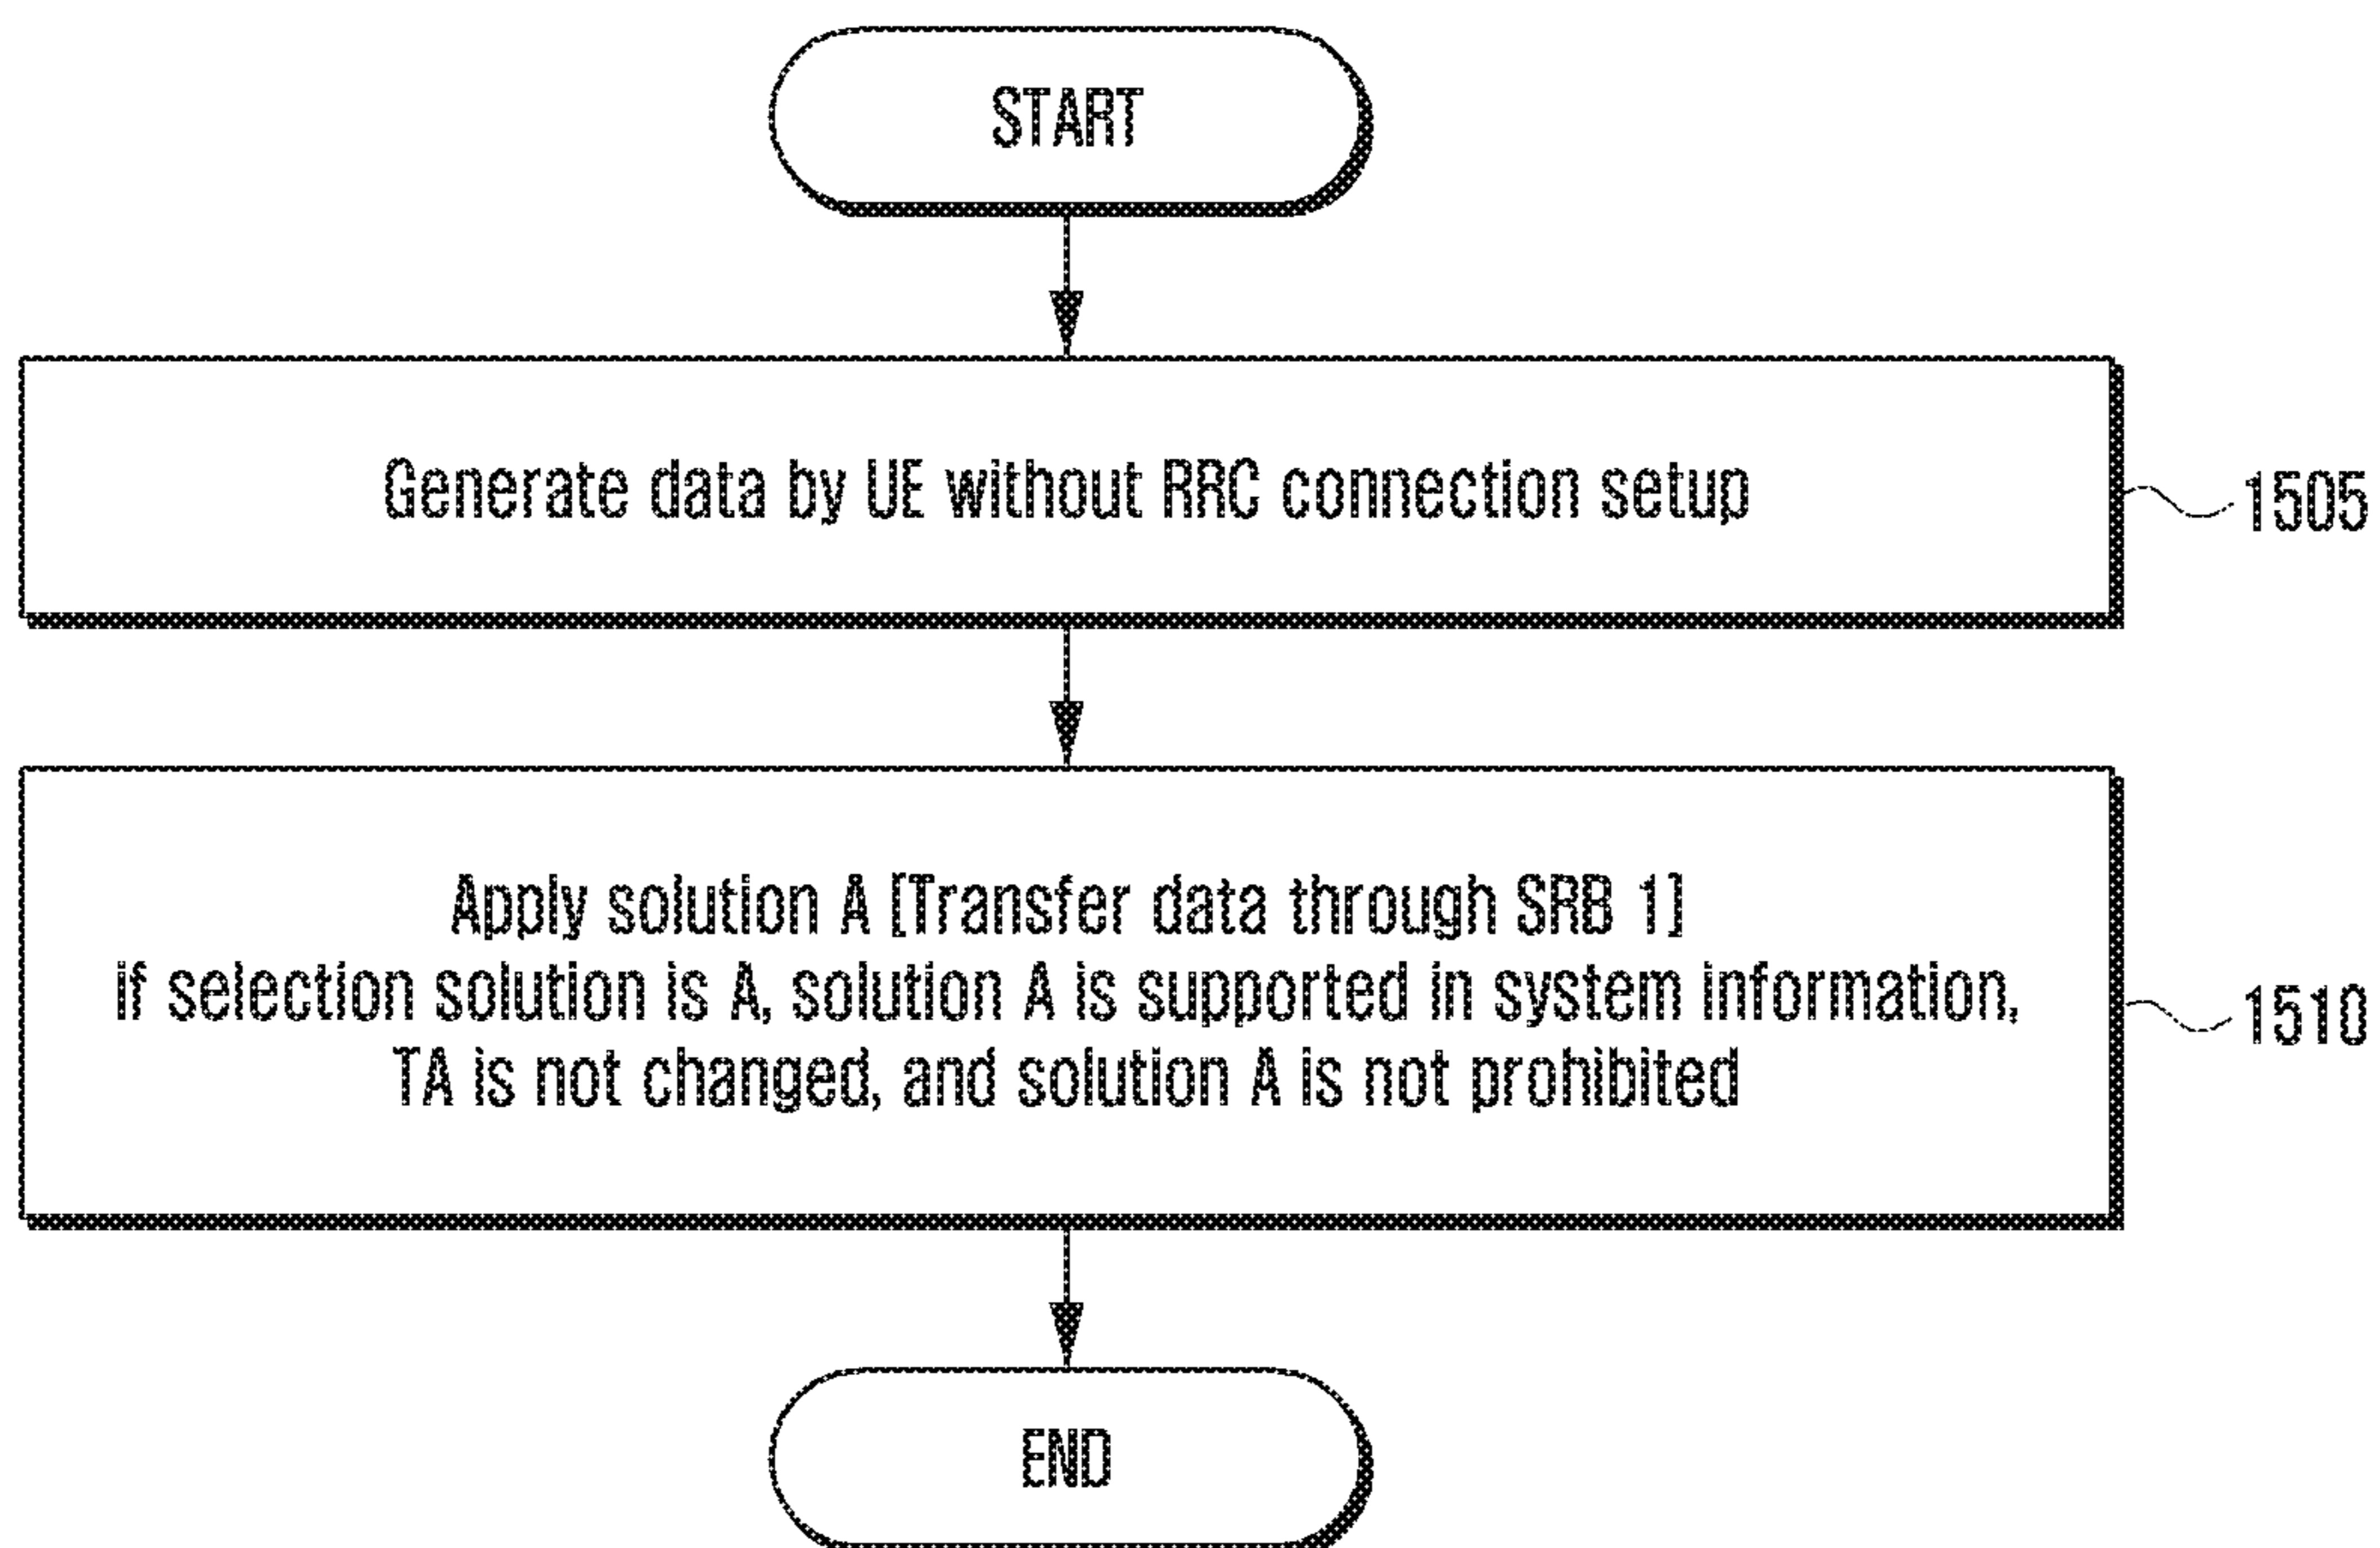 START
Generate data by UE without RRC connection setup
1505
Apply solution A [Transfer data through SRB 1]
if selection solution is A, solution A is supported in system information,
TA is not changed, and solution A is not prohibited
1510
END